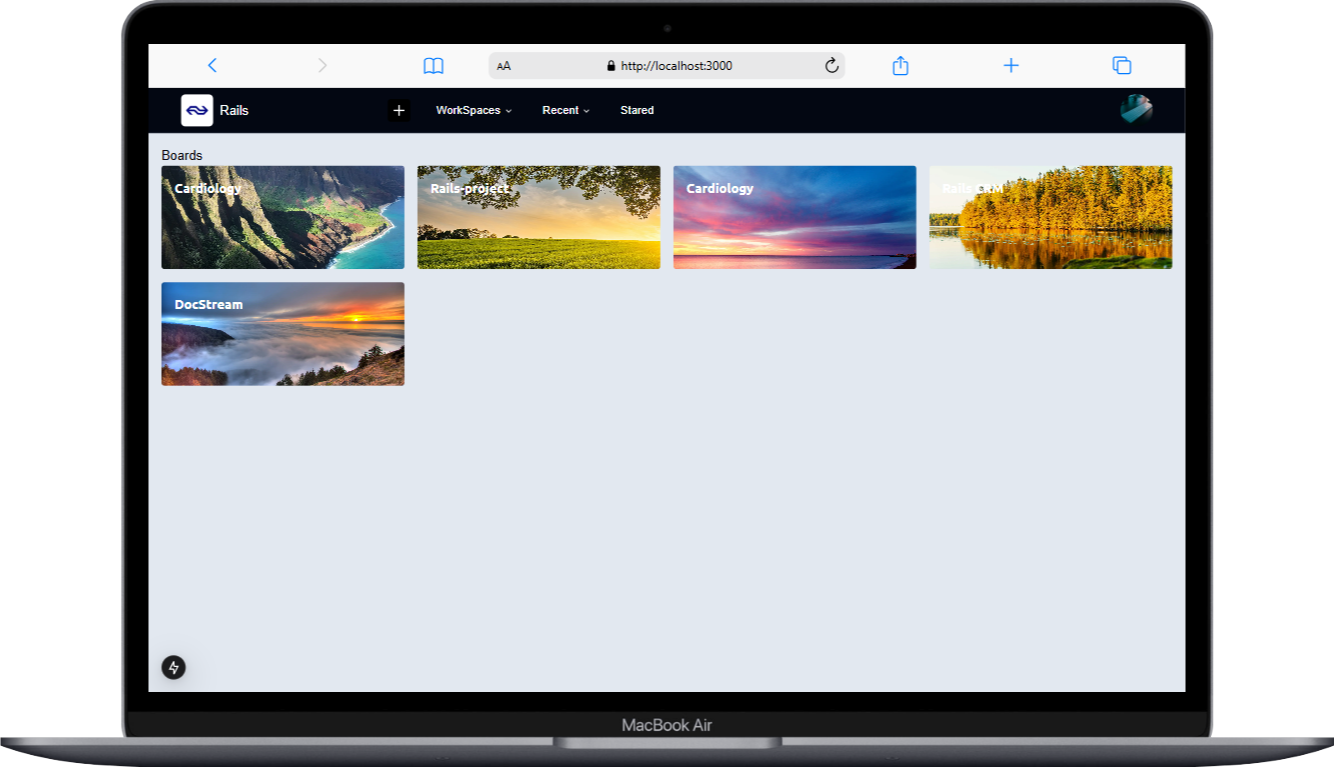 AA http://localhost:3000
Rails + WorkSpaces Recent Stared
Boards
Cardiology Rails-project Cardiology Rails CRM
DocStream
MacBook Air